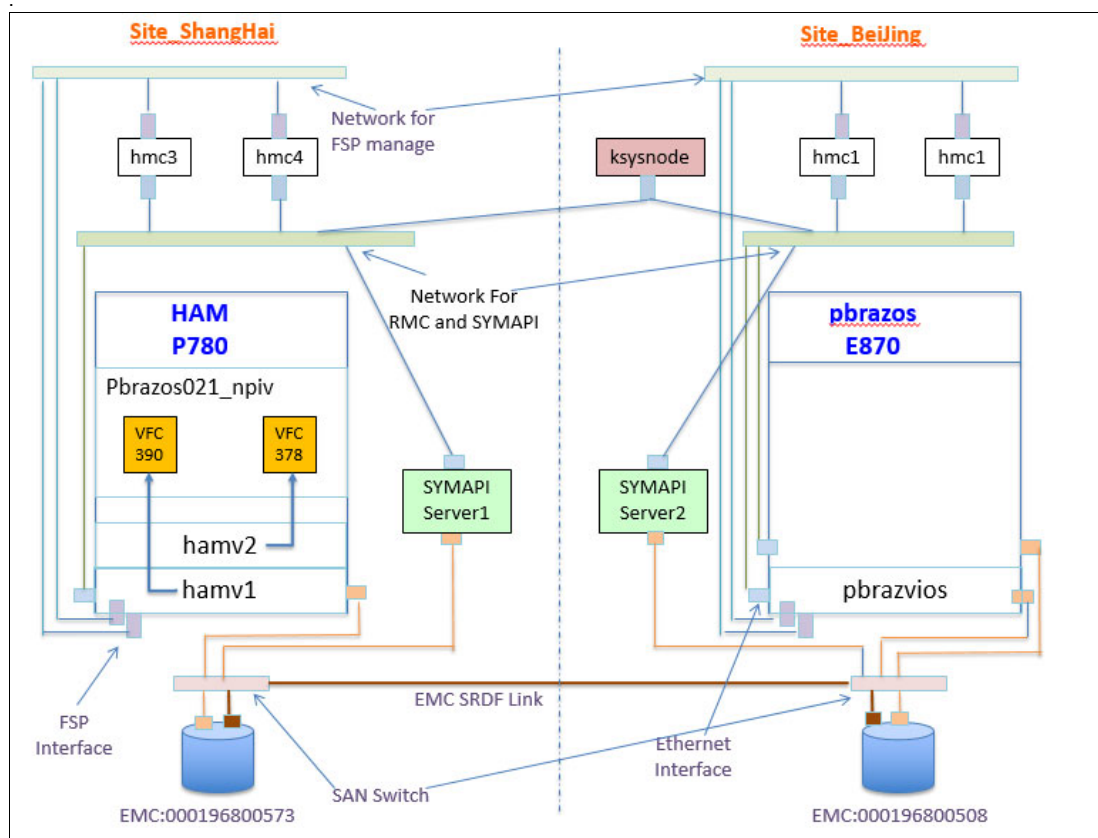 Site_ShangHai
Site_BeiJing
Network for
FSP manage
hmc3
hmc4
ksysnode
hmc1
hmc1
Network For
RMC and SYMAPI
HAM
P780
pbrazos
E870
Pbrazos021_npiv
VFC
390
VFC
378
SYMAPI
Server1
SYMAPI
Server2
hamv2
hamv1
pbrazvios
EMC SRDF Link
FSP
Interface
Ethernet
Interface
SAN Switch
EMC:000196800573
EMC:000196800508